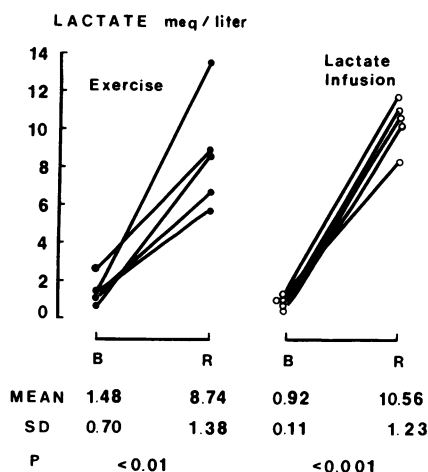 LACTATE meq / liter
14
12
10
8
6
4
2
0
Exercise
Lactate
Infusion
B R B R
MEAN 1.48 8.74 0.92 10.56
SD 0.70 1.38 0.11 1.23
P <0.01 <0.001